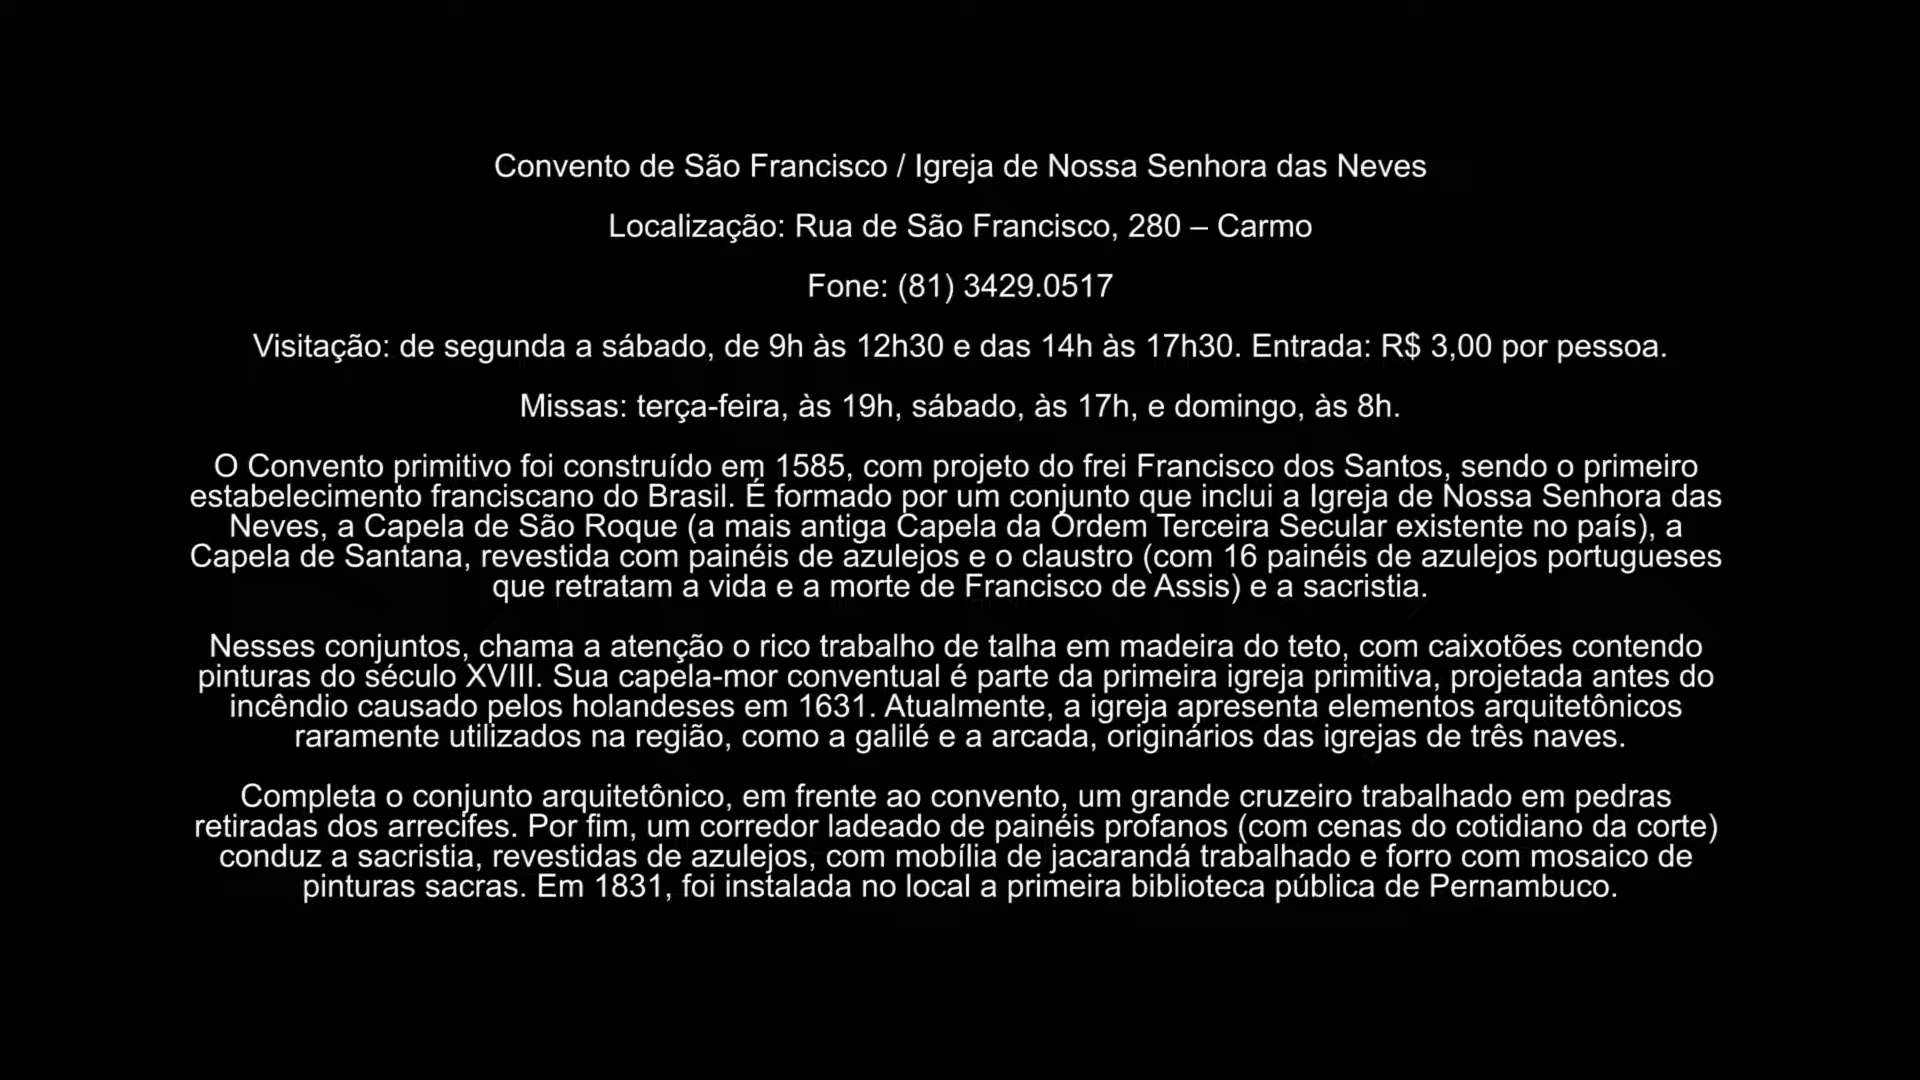 Convento de São Francisco / Igreja de Nossa Senhora das Neves
Localização: Rua de São Francisco, 280 – Carmo
Fone: (81) 3429.0517
Visitação: de segunda a sábado, de 9h às 12h30 e das 14h às 17h30. Entrada: R$ 3,00 por pessoa.
Missas: terça-feira, às 19h, sábado, às 17h, e domingo, às 8h.
O Convento primitivo foi construído em 1585, com projeto do frei Francisco dos Santos, sendo o primeiro
estabelecimento franciscano do Brasil. É formado por um conjunto que inclui a Igreja de Nossa Senhora das
Neves, a Capela de São Roque (a mais antiga Capela da Ordem Terceira Secular existente no país), a
Capela de Santana, revestida com painéis de azulejos e o claustro (com 16 painéis de azulejos portugueses
que retratam a vida e a morte de Francisco de Assis) e a sacristia.
Nesses conjuntos, chama a atenção o rico trabalho de talha em madeira do teto, com caixotões contendo
pinturas do século XVIII. Sua capela-mor conventual é parte da primeira igreja primitiva, projetada antes do
incêndio causado pelos holandeses em 1631. Atualmente, a igreja apresenta elementos arquitetônicos
raramente utilizados na região, como a galilé e a arcada, originários das igrejas de três naves.
Completa o conjunto arquitetônico, em frente ao convento, um grande cruzeiro trabalhado em pedras
retiradas dos arrecifes. Por fim, um corredor ladeado de painéis profanos (com cenas do cotidiano da corte)
conduz a sacristia, revestidas de azulejos, com mobília de jacarandá trabalhado e forro com mosaico de
pinturas sacras. Em 1831, foi instalada no local a primeira biblioteca pública de Pernambuco.